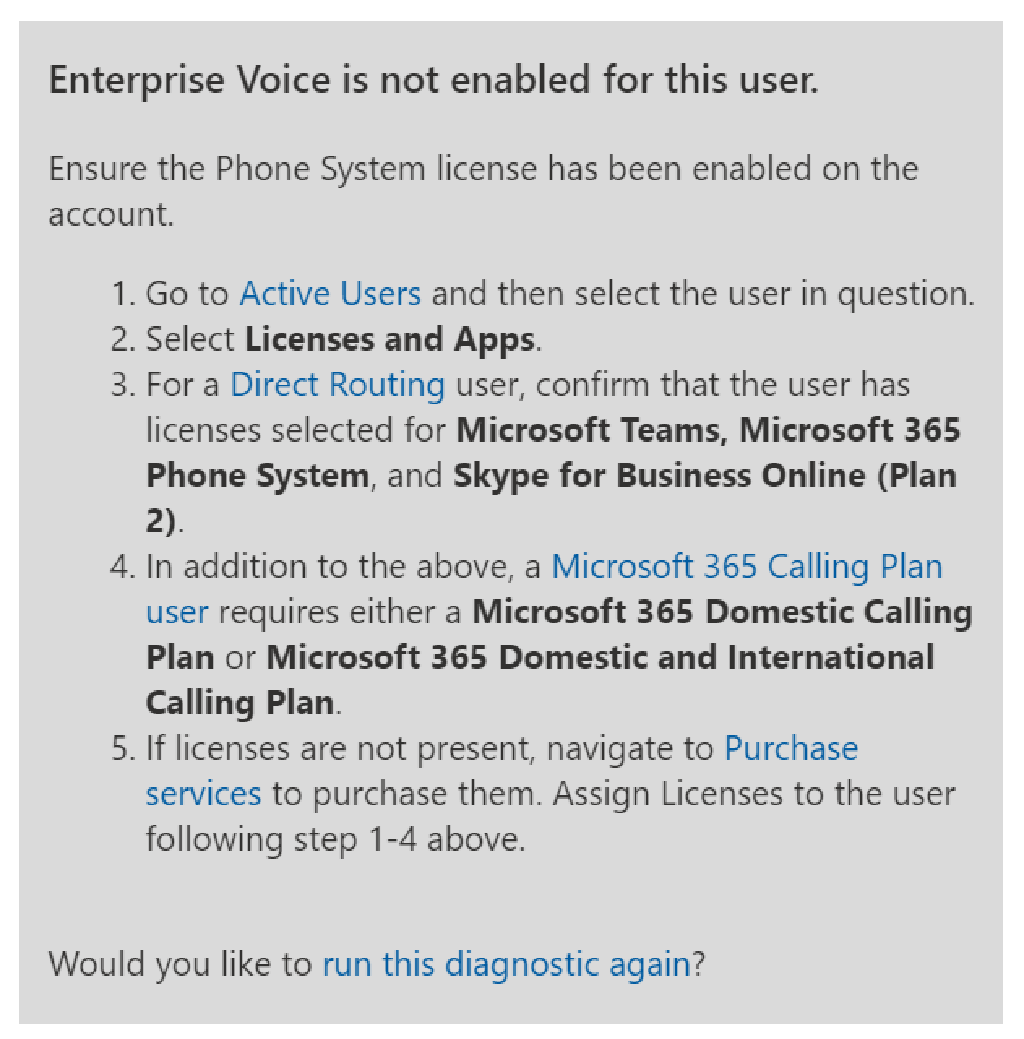 Enterprise Voice is not enabled for this user.
Ensure the Phone System license has been enabled on the
account.
1. Go to Active Users and then select the user in question.
2. Select Licenses and Apps.
3. For a Direct Routing user, confirm that the user has
licenses selected for Microsoft Teams, Microsoft 365
Phone System, and Skype for Business Online (Plan
2).
4. In addition to the above, a Microsoft 365 Calling Plan
user requires either a Microsoft 365 Domestic Calling
Plan or Microsoft 365 Domestic and International
Calling Plan.
5. If licenses are not present, navigate to Purchase
services to purchase them. Assign Licenses to the user
following step 1-4 above.
Would you like to run this diagnostic again?